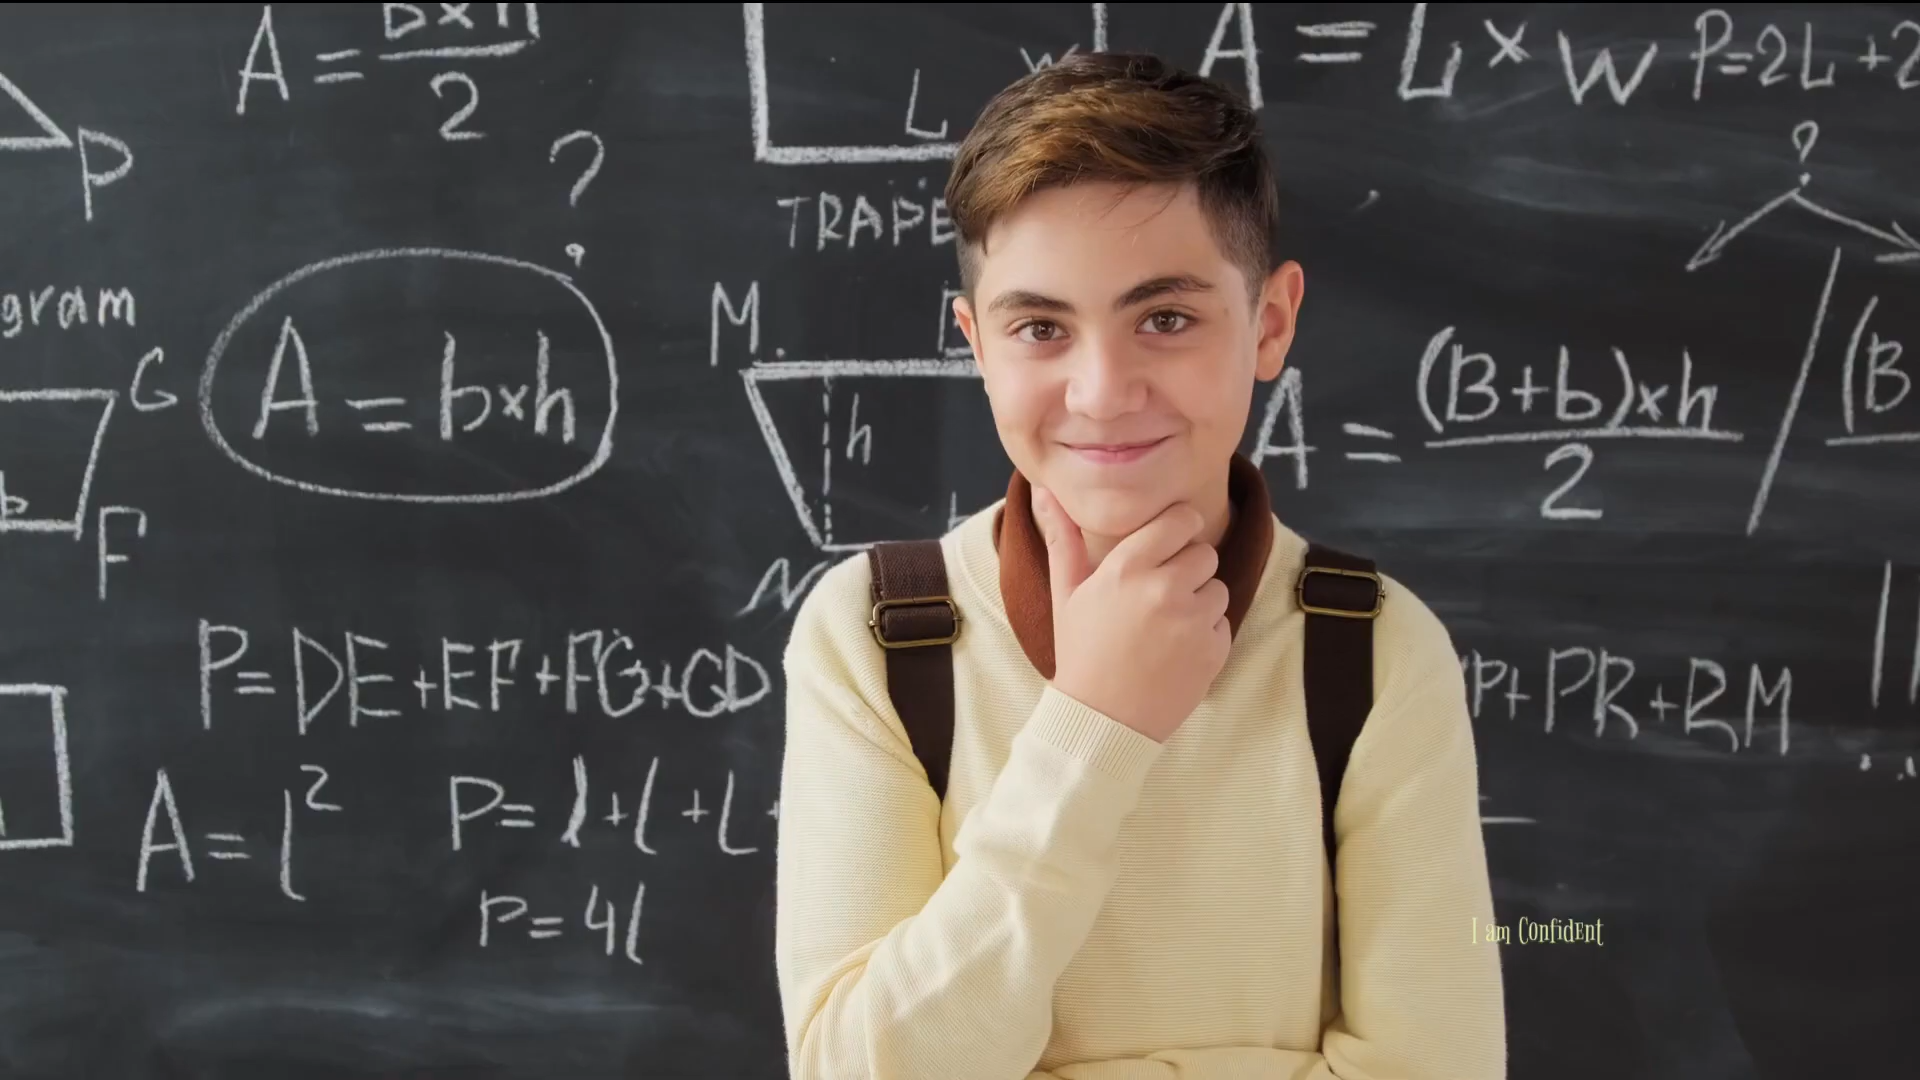 A = b×h / 2
L
W
A = L × W
P=2L+2
?
P
?
TRAPE
gram
G
M
A = b×h
h
A = (B+b)×h / 2
(B
b
F
N
P= DE+EF+FG+GD
P+ PR+RM
!!
A = l²
P= l+l+l+
P=4l
I am Confident